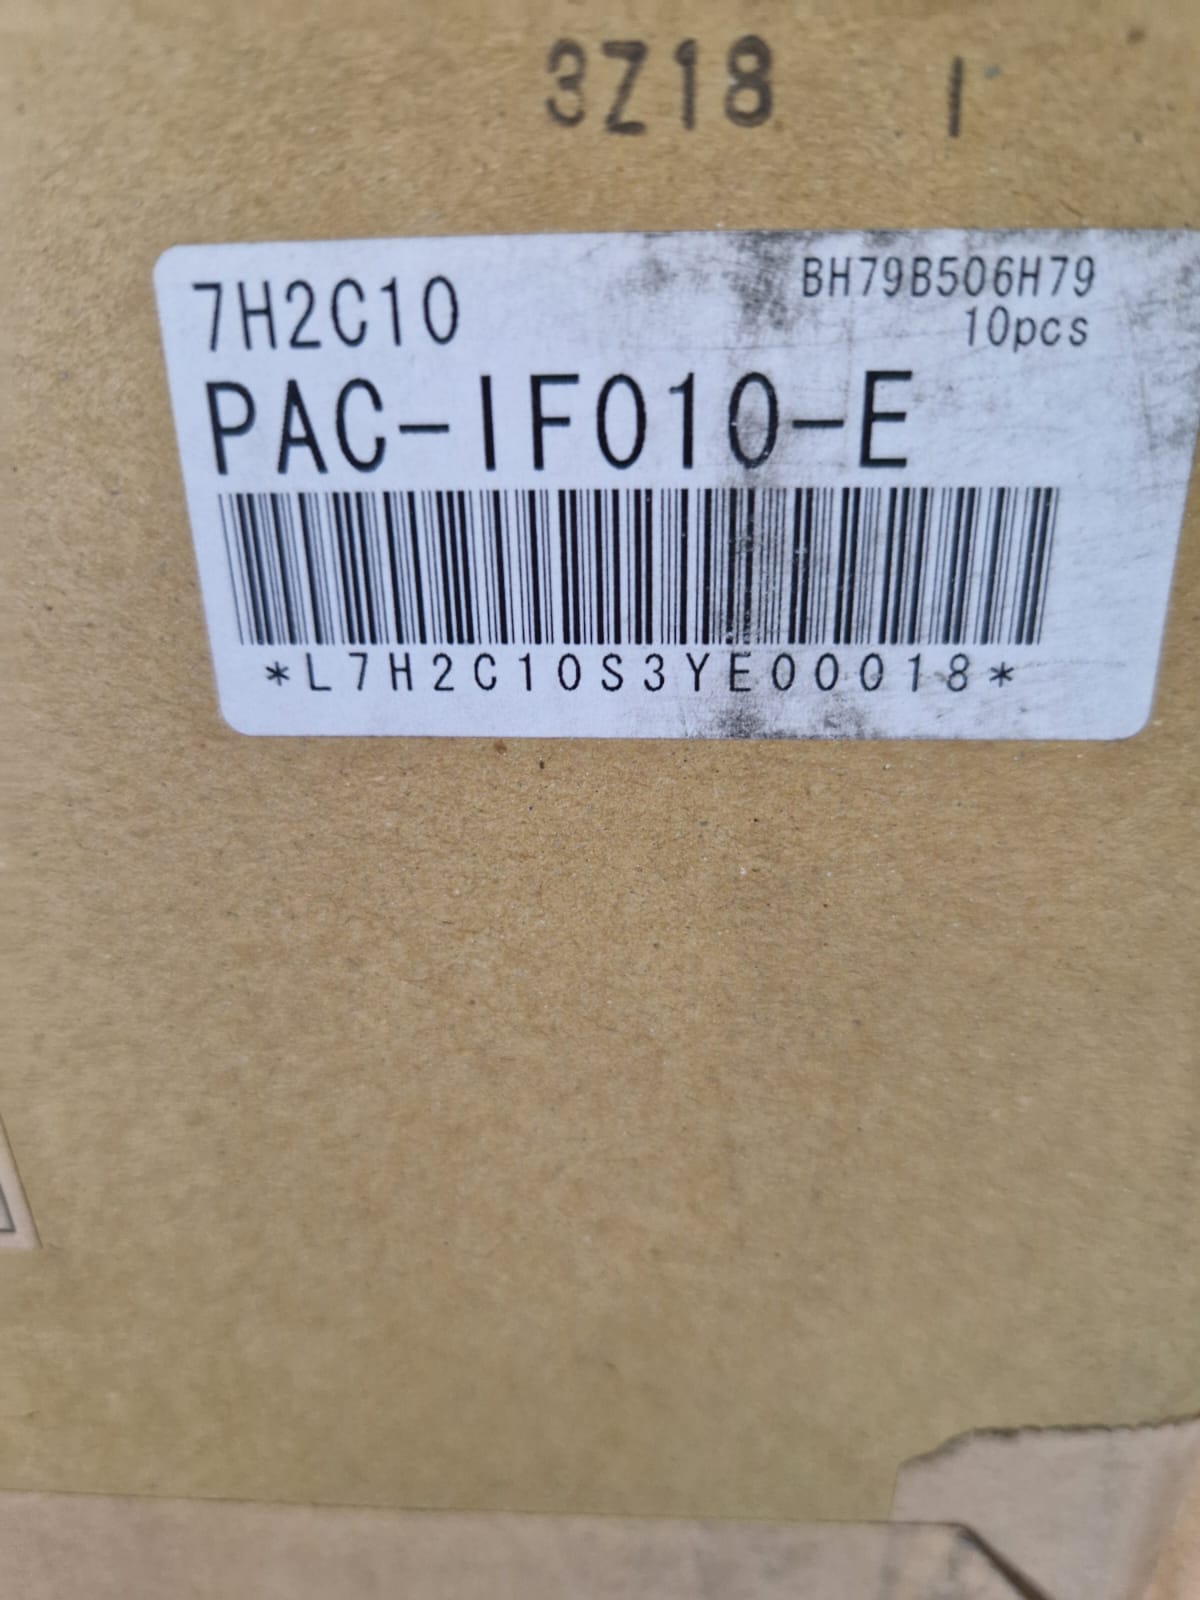 3Z18 I
7H2C10
BH79B506H79
10pcs
PAC-IF010-E
*L7H2C10S3YE00018*